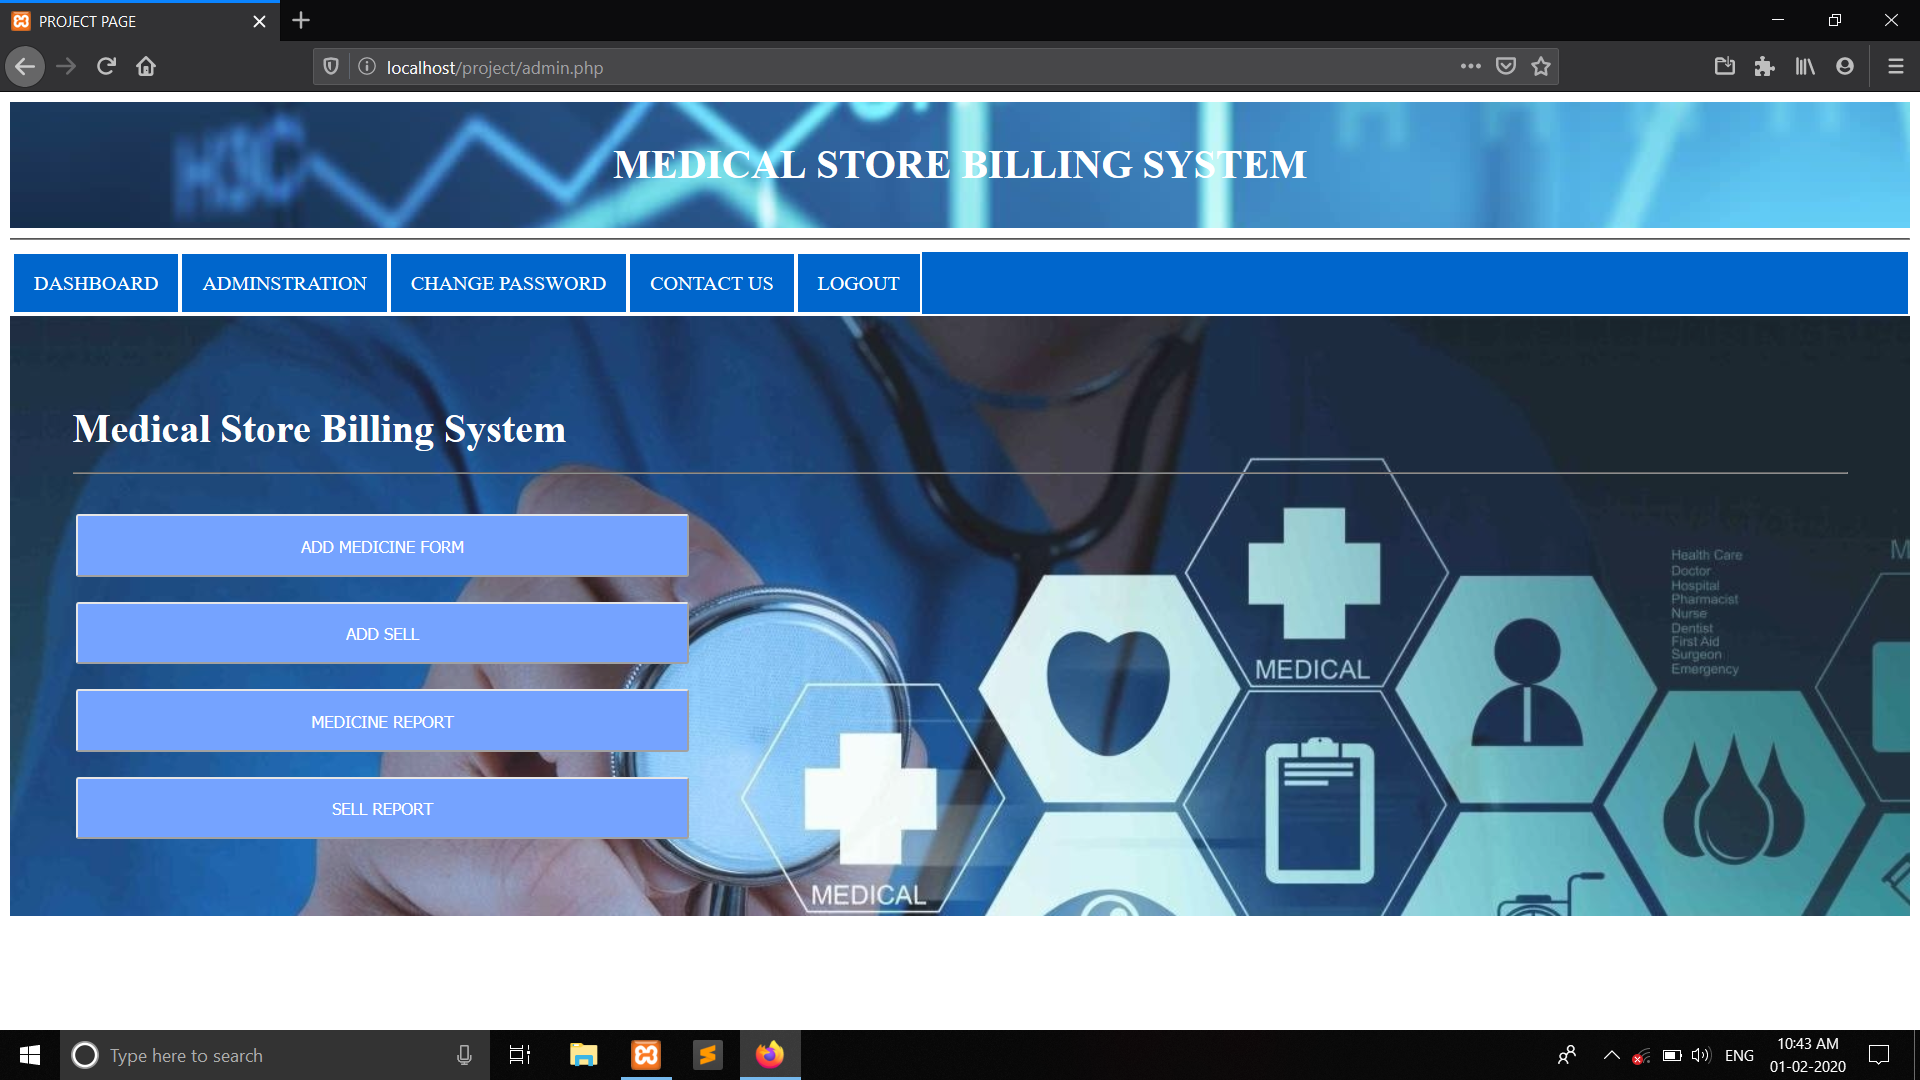 PROJECT PAGE
localhost/project/admin.php
MEDICAL STORE BILLING SYSTEM
DASHBOARD
ADMINSTRATION
CHANGE PASSWORD
CONTACT US
LOGOUT
Medical Store Billing System
ADD MEDICINE FORM
ADD SELL
MEDICINE REPORT
SELL REPORT
MEDICAL
MEDICAL
Health Care
Doctor
Hospital
Pharmacist
Nurse
Dentist
First Aid
Surgeon
Emergency
Type here to search
ENG
10:43 AM
01-02-2020